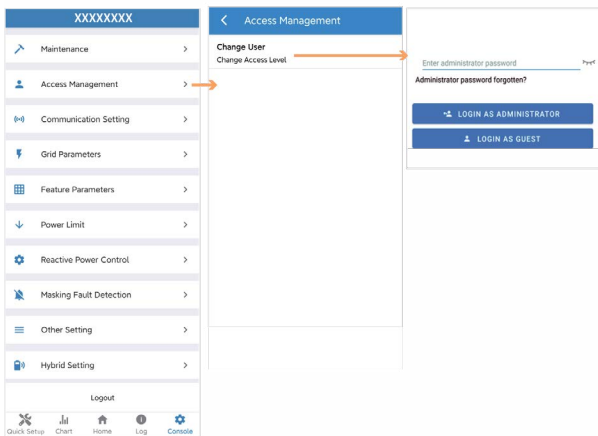 XXXXXXXX
Maintenance
Access Management
Communication Setting
Grid Parameters
Feature Parameters
Power Limit
Reactive Power Control
Masking Fault Detection
Other Setting
Hybrid Setting
Logout
Quick Setup
Chart
Home
Log
Console
Access Management
Change User
Change Access Level
Enter administrator password
Administrator password forgotten?
LOGIN AS ADMINISTRATOR
LOGIN AS GUEST